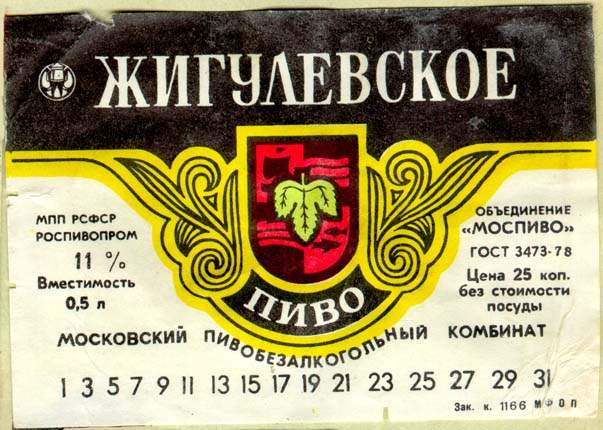 ЖИГУЛЕВСКОЕ
МПП РСФСР
РОСПИВОПРОМ
11 %
Вместимость
0,5 л
ОБЪЕДИНЕНИЕ
«МОСПИВО»
ГОСТ 3473-78
Цена 25 коп.
без стоимости
посуды
ПИВО
МОСКОВСКИЙ ПИВОБЕЗАЛКОГОЛЬНЫЙ КОМБИНАТ
1 3 5 7 9 11 13 15 17 19 21 23 25 27 29 31
Зак. к. 1166 МФОП